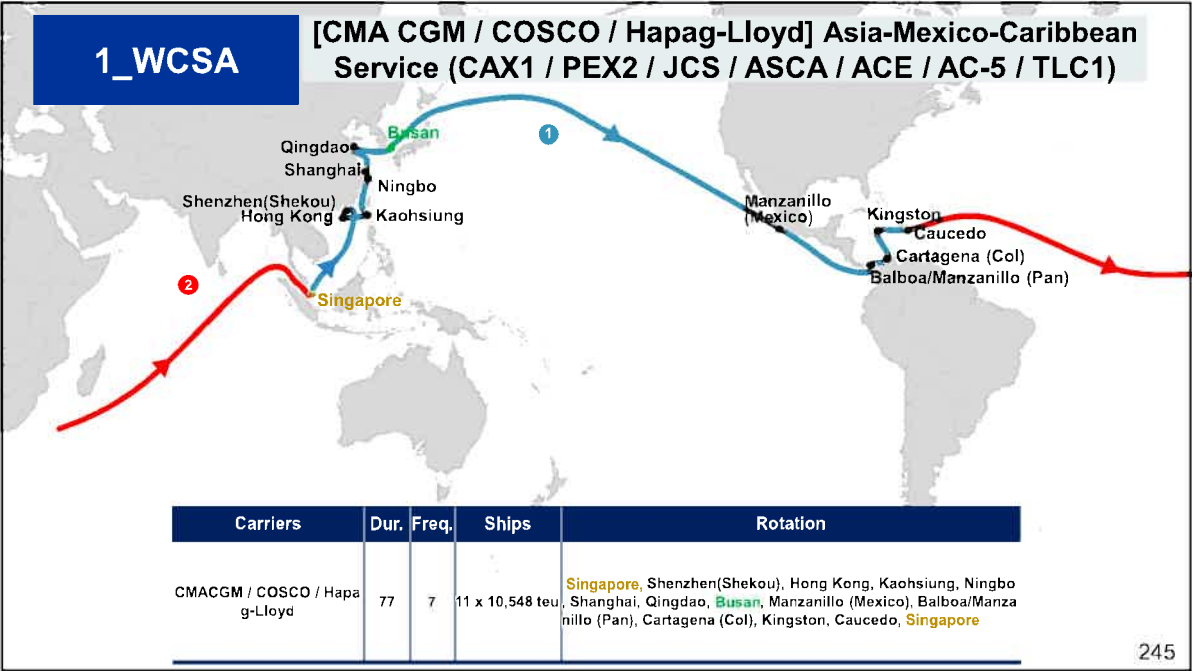 1_WCSA
[CMA CGM / COSCO / Hapag-Lloyd] Asia-Mexico-Caribbean
Service (CAX1 / PEX2 / JCS / ASCA / ACE / AC-5 / TLC1)
Busan
1
Qingdao
Shanghai
Ningbo
Shenzhen(Shekou)
Hong Kong
Kaohsiung
Manzanillo
(Mexico)
Kingston
Caucedo
Cartagena (Col)
Balboa/Manzanillo (Pan)
2
Singapore
Carriers Dur. Freq. Ships Rotation
CMACGM / COSCO / Hapa
g-Lloyd
77
7
11 x 10,548 teu
Singapore, Shenzhen(Shekou), Hong Kong, Kaohsiung, Ningbo
, Shanghai, Qingdao, Busan, Manzanillo (Mexico), Balboa/Manza
nillo (Pan), Cartagena (Col), Kingston, Caucedo, Singapore
245